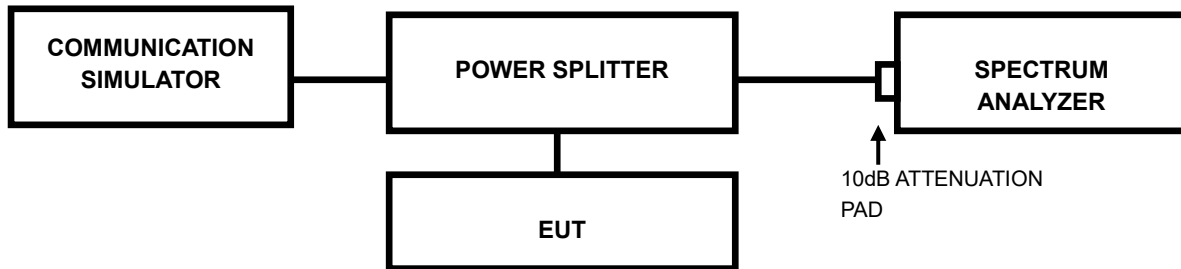 COMMUNICATION
SIMULATOR
POWER SPLITTER
SPECTRUM
ANALYZER
10dB ATTENUATION
PAD
EUT